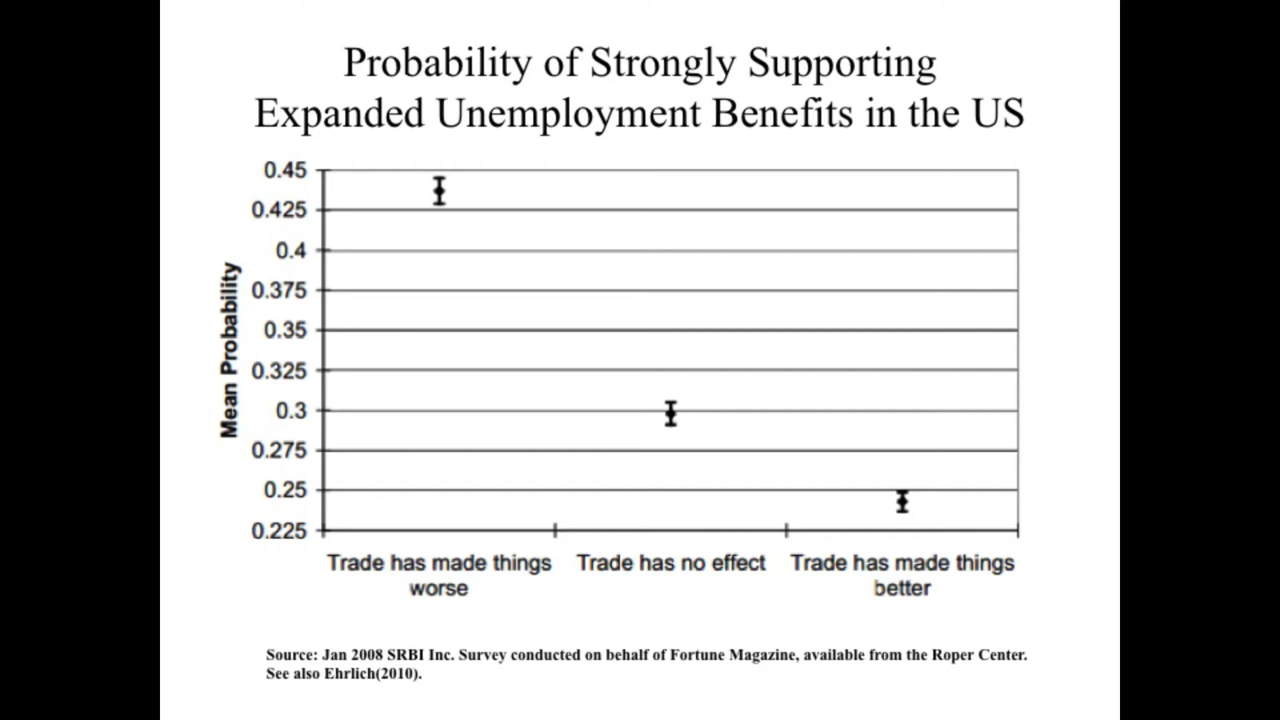 Probability of Strongly Supporting
Expanded Unemployment Benefits in the US
0.45
0.425
0.4
0.375
0.35
0.325
0.3
0.275
0.25
0.225
Mean Probability
Trade has made things worse
Trade has no effect
Trade has made things better
Source: Jan 2008 SRBI Inc. Survey conducted on behalf of Fortune Magazine, available from the Roper Center.
See also Ehrlich(2010).